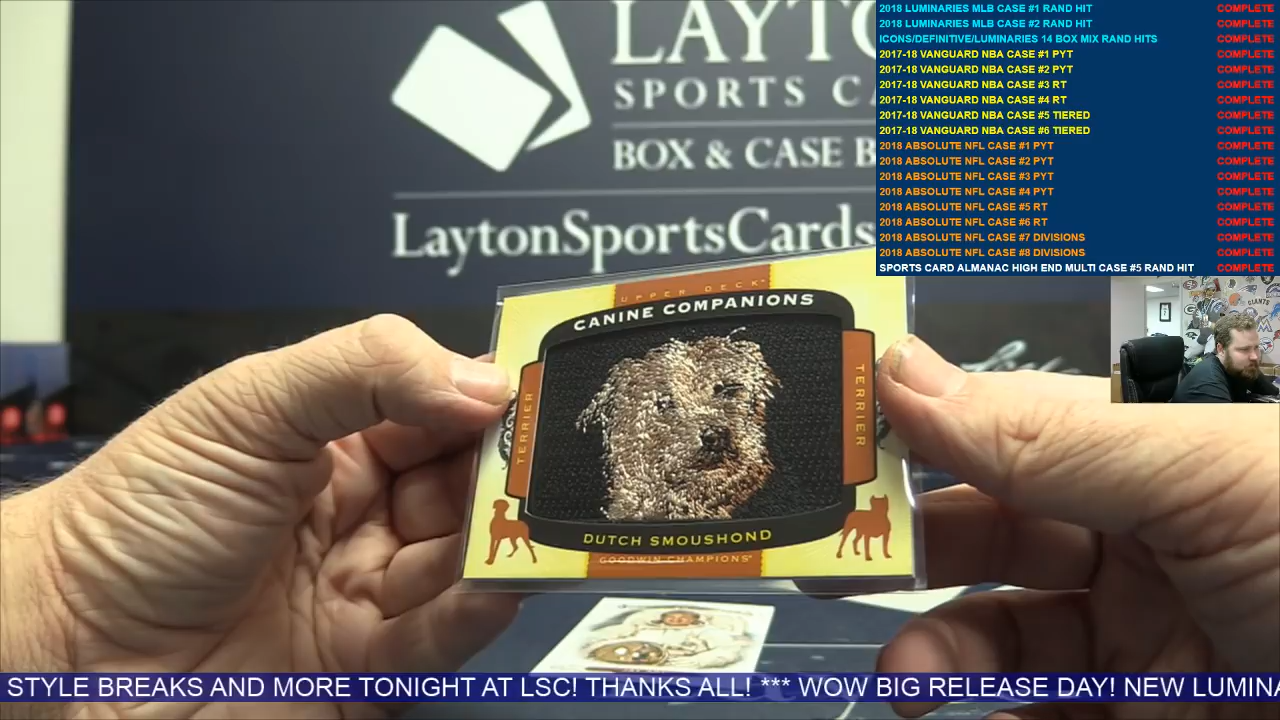 LAYTO
SPORTS C
BOX & CASE B
LaytonSportsCards
2018 LUMINARIES MLB CASE #1 RAND HIT COMPLETE
2018 LUMINARIES MLB CASE #2 RAND HIT COMPLETE
ICONS/DEFINITIVE/LUMINARIES 14 BOX MIX RAND HITS COMPLETE
2017-18 VANGUARD NBA CASE #1 PYT COMPLETE
2017-18 VANGUARD NBA CASE #2 PYT COMPLETE
2017-18 VANGUARD NBA CASE #3 RT COMPLETE
2017-18 VANGUARD NBA CASE #4 RT COMPLETE
2017-18 VANGUARD NBA CASE #5 TIERED COMPLETE
2017-18 VANGUARD NBA CASE #6 TIERED COMPLETE
2018 ABSOLUTE NFL CASE #1 PYT COMPLETE
2018 ABSOLUTE NFL CASE #2 PYT COMPLETE
2018 ABSOLUTE NFL CASE #3 PYT COMPLETE
2018 ABSOLUTE NFL CASE #4 PYT COMPLETE
2018 ABSOLUTE NFL CASE #5 RT COMPLETE
2018 ABSOLUTE NFL CASE #6 RT COMPLETE
2018 ABSOLUTE NFL CASE #7 DIVISIONS COMPLETE
2018 ABSOLUTE NFL CASE #8 DIVISIONS COMPLETE
SPORTS CARD ALMANAC HIGH END MULTI CASE #5 RAND HIT COMPLETE
GIANTS
UPPER DECK
CANINE COMPANIONS
TERRIER
TERRIER
DUTCH SMOUSHOND
GOODWIN CHAMPIONS
STYLE BREAKS AND MORE TONIGHT AT LSC! THANKS ALL! *** WOW BIG RELEASE DAY! NEW LUMINA